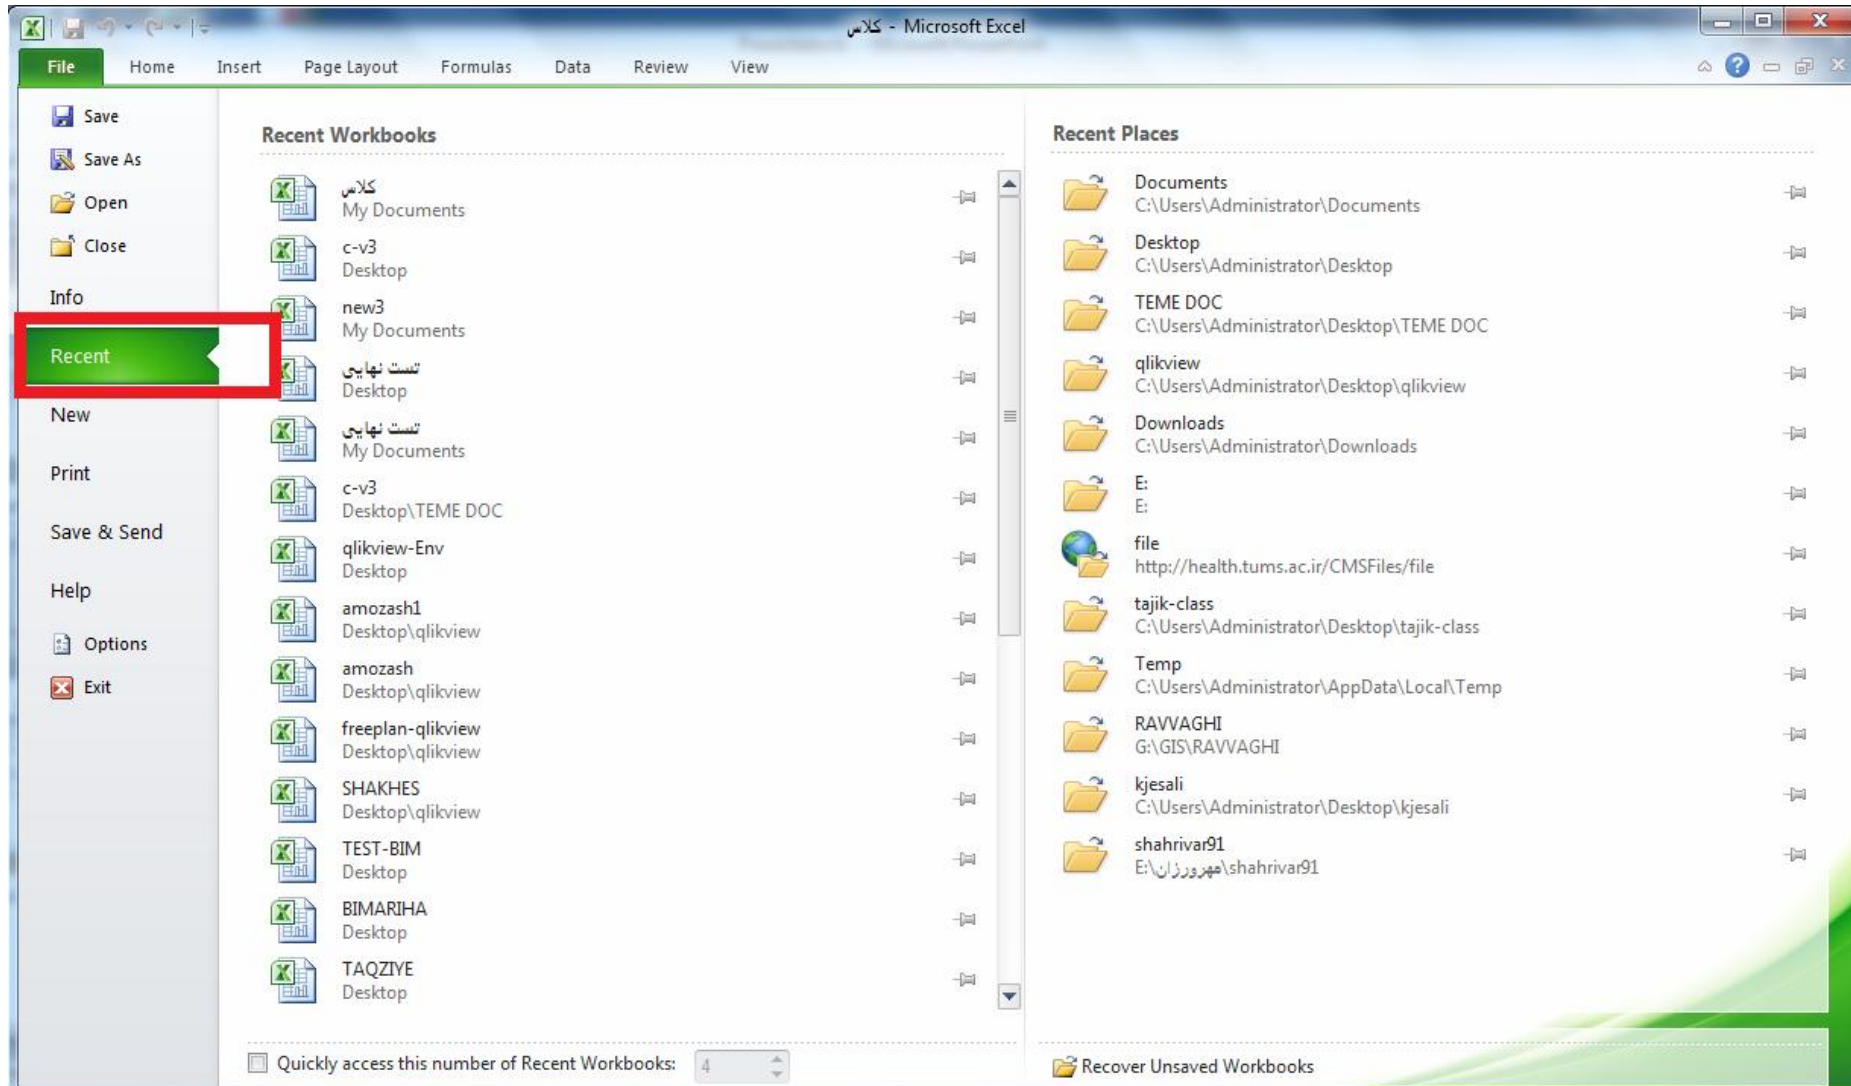 کلاس - Microsoft Excel
File Home Insert Page Layout Formulas Data Review View
Save
Save As
Open
Close
Info
Recent
New
Print
Save & Send
Help
Options
Exit
Recent Workbooks
کلاس
My Documents
c-v3
Desktop
new3
My Documents
تست نهایی
Desktop
تست نهایی
My Documents
c-v3
Desktop\TEME DOC
qlikview-Env
Desktop
amozash1
Desktop\qlikview
amozash
Desktop\qlikview
freeplan-qlikview
Desktop\qlikview
SHAKHES
Desktop\qlikview
TEST-BIM
Desktop
BIMARIHA
Desktop
TAQZIYE
Desktop
Quickly access this number of Recent Workbooks: 4
Recent Places
Documents
C:\Users\Administrator\Documents
Desktop
C:\Users\Administrator\Desktop
TEME DOC
C:\Users\Administrator\Desktop\TEME DOC
qlikview
C:\Users\Administrator\Desktop\qlikview
Downloads
C:\Users\Administrator\Downloads
E:
E:
file
http://health.tums.ac.ir/CMSFiles/file
tajik-class
C:\Users\Administrator\Desktop\tajik-class
Temp
C:\Users\Administrator\AppData\Local\Temp
RAVVAGHI
G:\GIS\RAVVAGHI
kjesali
C:\Users\Administrator\Desktop\kjesali
shahrivar91
E:\مهرورزان\shahrivar91
Recover Unsaved Workbooks